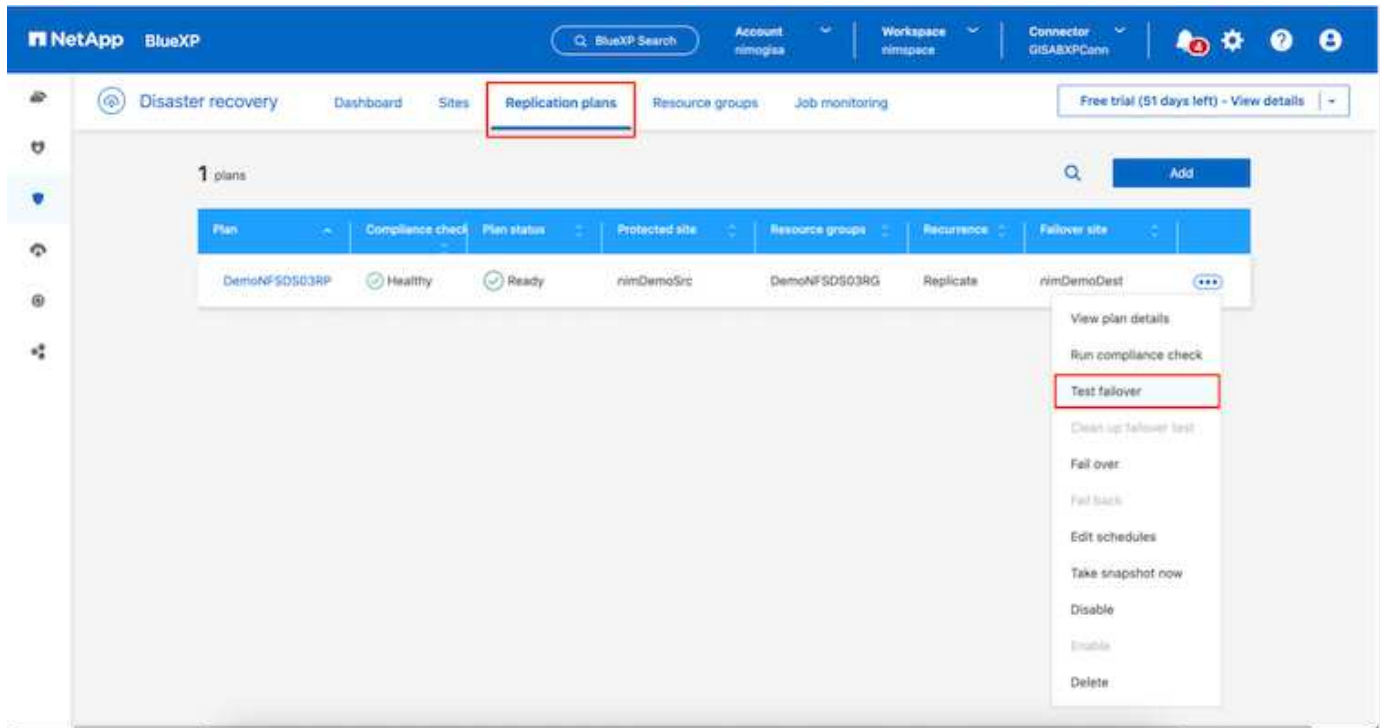 NetApp BlueXP BlueXP Search Account Workspace Connector
nimogisa nimspace GISABXPConn 4
Disaster recovery Dashboard Sites Replication plans Resource groups Job monitoring Free trial (51 days left) - View details
1 plans Add
Plan Compliance check Plan status Protected site Resource groups Recurrence Failover site
DemoNFSDS03RP Healthy Ready nimDemoSrc DemoNFSDS03RG Replicate nimDemoDest
View plan details
Run compliance check
Test failover
Clean up failover test
Fail over
Fail back
Edit schedules
Take snapshot now
Disable
Enable
Delete